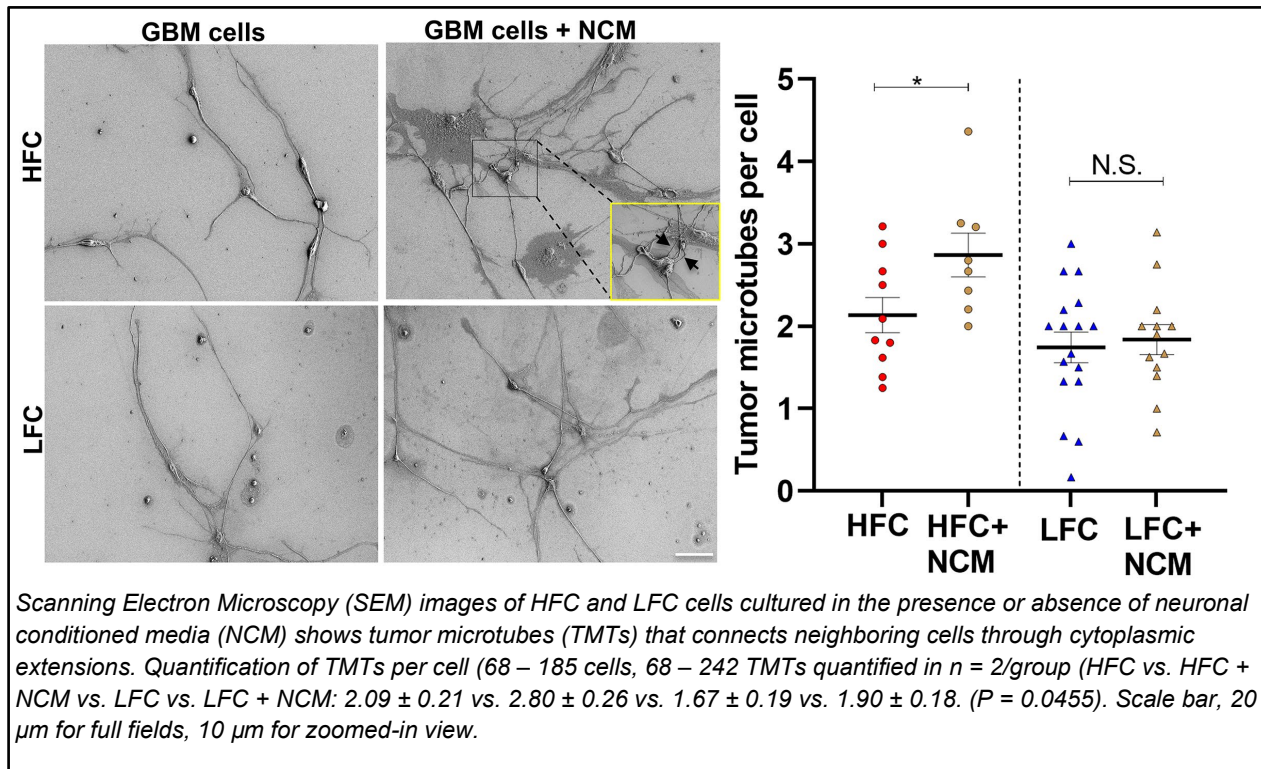 GBM cells
GBM cells + NCM
HFC
LFC
Tumor microtubes per cell
5
4
3
2
1
0
*
N.S.
HFC
HFC+
NCM
LFC
LFC+
NCM
Scanning Electron Microscopy (SEM) images of HFC and LFC cells cultured in the presence or absence of neuronal
conditioned media (NCM) shows tumor microtubes (TMTs) that connects neighboring cells through cytoplasmic
extensions. Quantification of TMTs per cell (68 – 185 cells, 68 – 242 TMTs quantified in n = 2/group (HFC vs. HFC +
NCM vs. LFC vs. LFC + NCM: 2.09 ± 0.21 vs. 2.80 ± 0.26 vs. 1.67 ± 0.19 vs. 1.90 ± 0.18. (P = 0.0455). Scale bar, 20
µm for full fields, 10 µm for zoomed-in view.